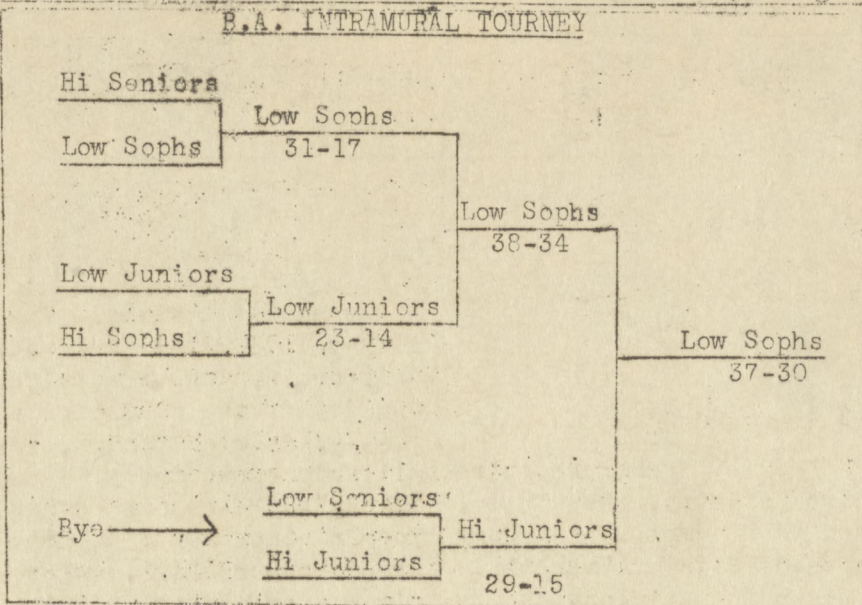 B.A. INTRAMURAL TOURNEY
Hi Seniors
Low Sophs
Low Sophs
31-17
Low Sophs
38-34
Low Juniors
Hi Sophs
Low Juniors
23-14
Low Sophs
37-30
Bye
Low Seniors
Hi Juniors
Hi Juniors
29-15